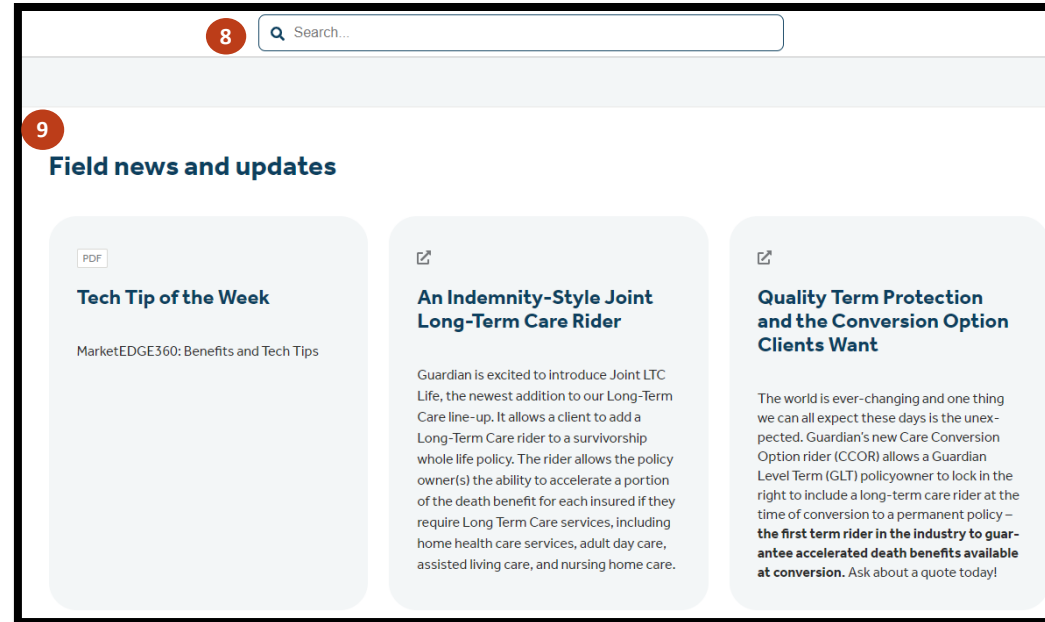 8
Search...
9
Field news and updates
PDF
Tech Tip of the Week
MarketEDGE360: Benefits and Tech Tips
An Indemnity-Style Joint
Long-Term Care Rider
Guardian is excited to introduce Joint LTC
Life, the newest addition to our Long-Term
Care line-up. It allows a client to add a
Long-Term Care rider to a survivorship
whole life policy. The rider allows the policy
owner(s) the ability to accelerate a portion
of the death benefit for each insured if they
require Long Term Care services, including
home health care services, adult day care,
assisted living care, and nursing home care.
Quality Term Protection
and the Conversion Option
Clients Want
The world is ever-changing and one thing
we can all expect these days is the unex-
pected. Guardian’s new Care Conversion
Option rider (CCOR) allows a Guardian
Level Term (GLT) policyowner to lock in the
right to include a long-term care rider at the
time of conversion to a permanent policy –
the first term rider in the industry to guar-
antee accelerated death benefits available
at conversion. Ask about a quote today!